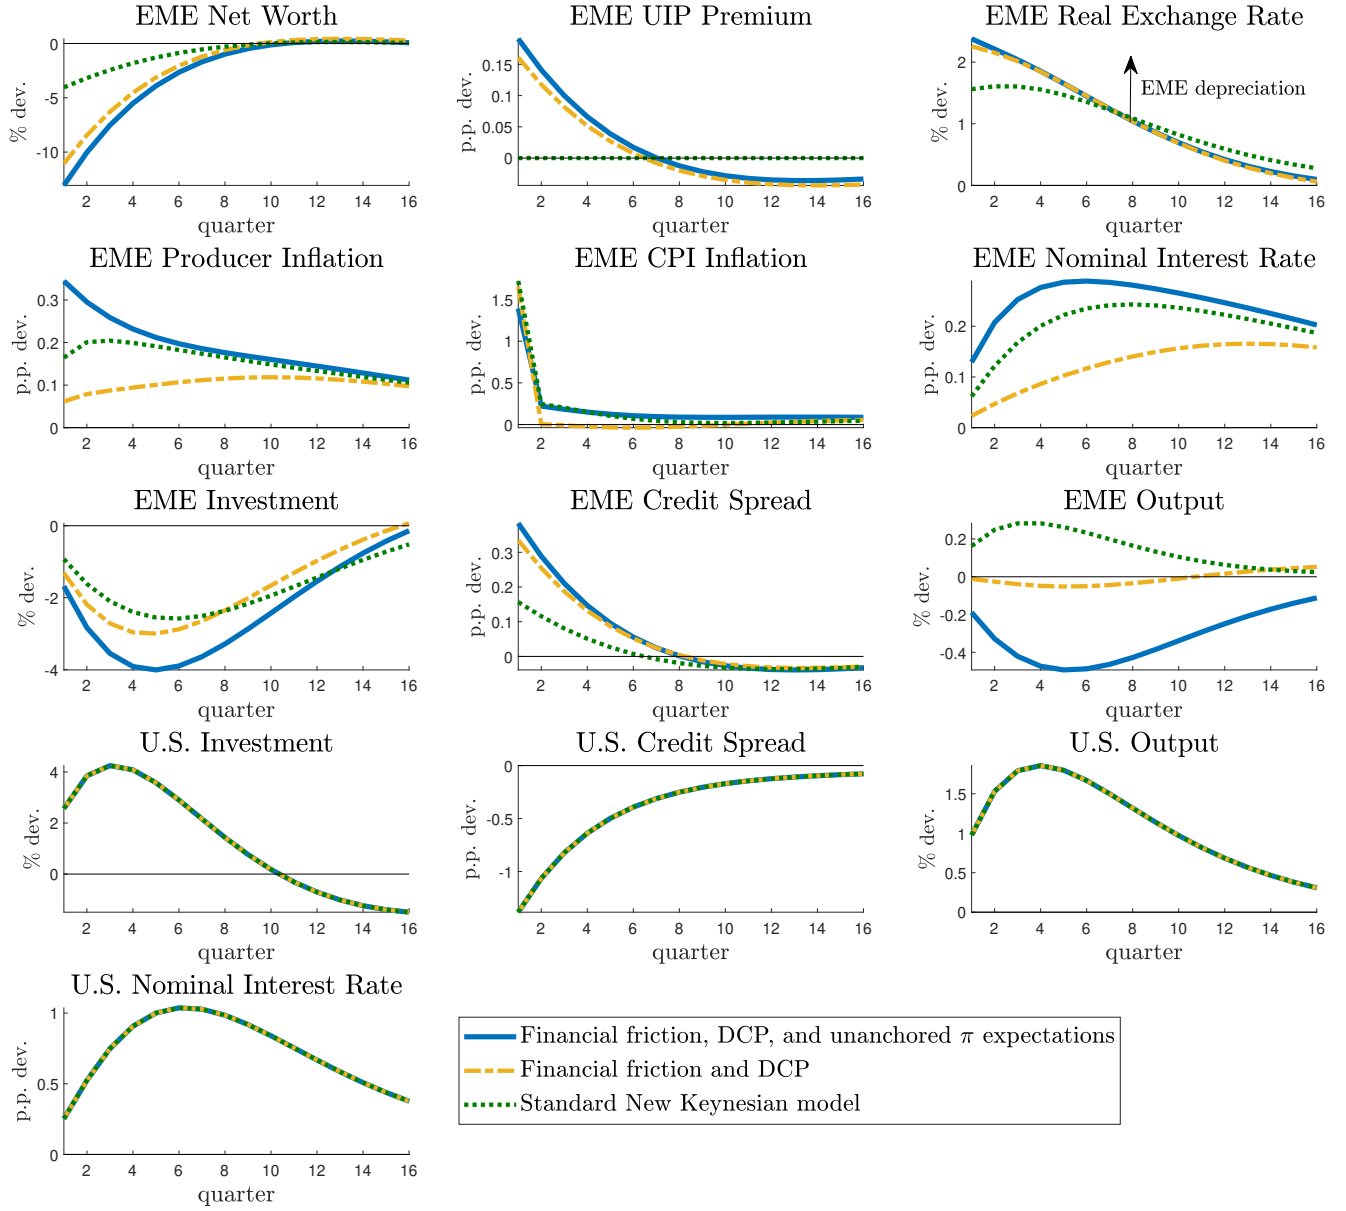 EME Net Worth
EME UIP Premium
EME Real Exchange Rate
% dev.
0
-5
-10
2 4 6 8 10 12 14 16
quarter
p.p. dev.
0.15
0.1
0.05
0
2 4 6 8 10 12 14 16
quarter
% dev.
2
1
0
EME depreciation
2 4 6 8 10 12 14 16
quarter
EME Producer Inflation
EME CPI Inflation
EME Nominal Interest Rate
p.p. dev.
0.3
0.2
0.1
0
2 4 6 8 10 12 14 16
quarter
p.p. dev.
1.5
1
0.5
0
2 4 6 8 10 12 14 16
quarter
p.p. dev.
0.2
0.1
0
2 4 6 8 10 12 14 16
quarter
EME Investment
EME Credit Spread
EME Output
% dev.
0
-2
-4
2 4 6 8 10 12 14 16
quarter
p.p. dev.
0.3
0.2
0.1
0
2 4 6 8 10 12 14 16
quarter
% dev.
0.2
0
-0.2
-0.4
2 4 6 8 10 12 14 16
quarter
U.S. Investment
U.S. Credit Spread
U.S. Output
% dev.
4
2
0
2 4 6 8 10 12 14 16
quarter
p.p. dev.
0
-0.5
-1
2 4 6 8 10 12 14 16
quarter
% dev.
1.5
1
0.5
0
2 4 6 8 10 12 14 16
quarter
U.S. Nominal Interest Rate
p.p. dev.
1
0.5
0
2 4 6 8 10 12 14 16
quarter
Financial friction, DCP, and unanchored π expectations
Financial friction and DCP
Standard New Keynesian model